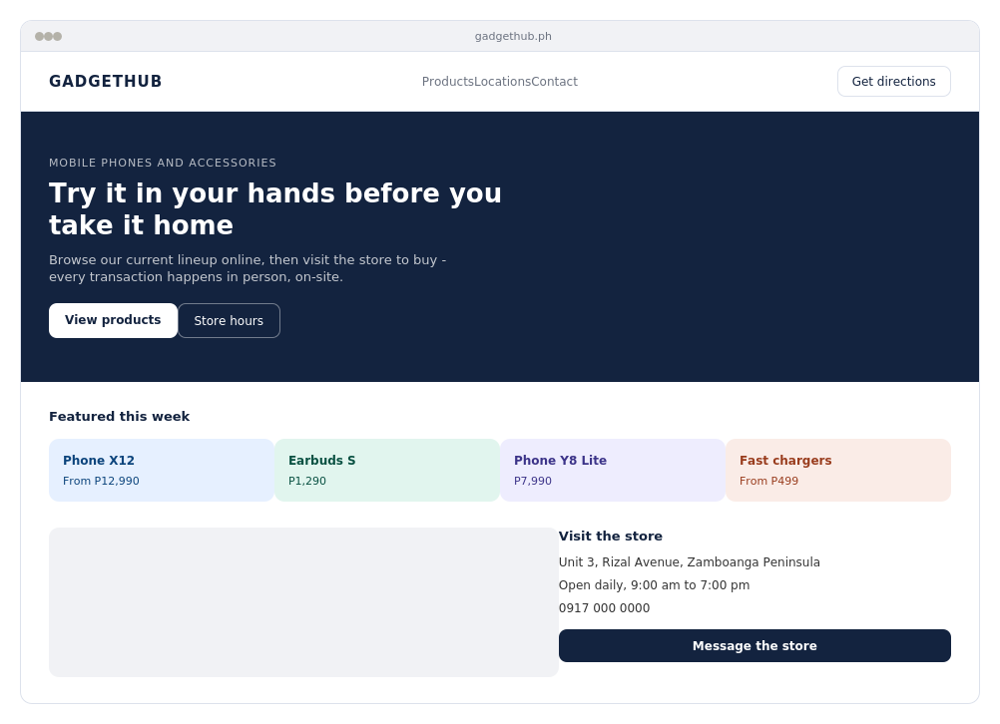 gadgethub.ph
GADGETHUB
Products Locations Contact
Get directions
MOBILE PHONES AND ACCESSORIES
Try it in your hands before you
take it home
Browse our current lineup online, then visit the store to buy -
every transaction happens in person, on-site.
View products
Store hours
Featured this week
Phone X12
From P12,990
Earbuds S
P1,290
Phone Y8 Lite
P7,990
Fast chargers
From P499
Visit the store
Unit 3, Rizal Avenue, Zamboanga Peninsula
Open daily, 9:00 am to 7:00 pm
0917 000 0000
Message the store